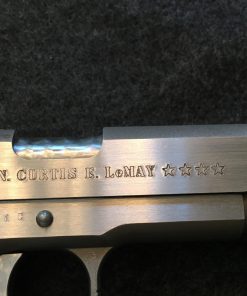 N. CURTIS E. LeMAY ☆☆☆☆